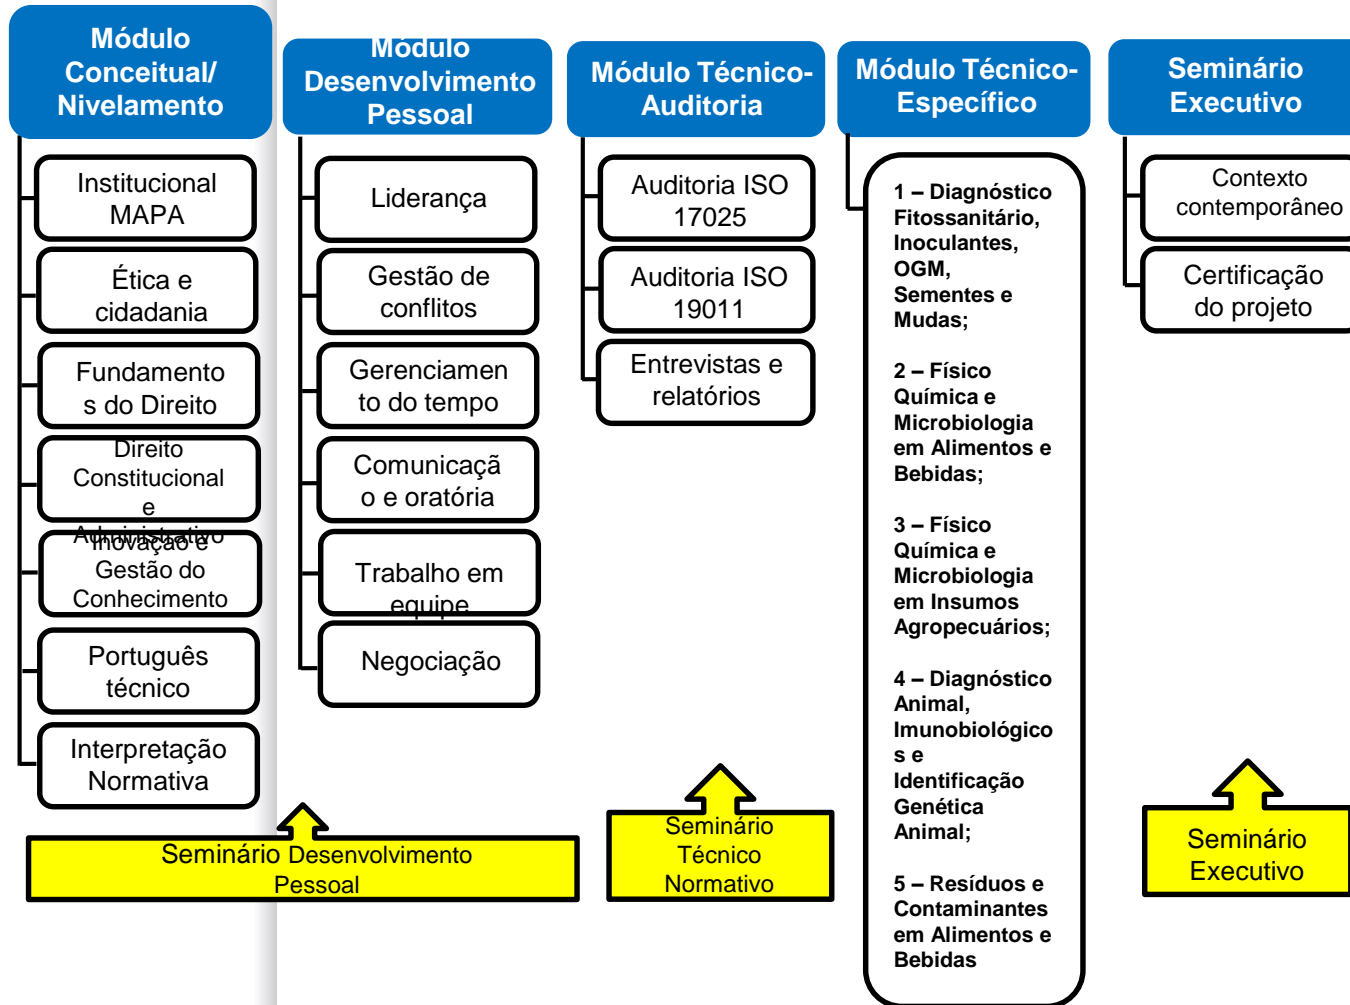 Módulo
Conceitual/
Nivelamento
Institucional
MAPA
Ética e
cidadania
Fundamento
s do Direito
Direito
Constitucional
e
Administrativo
Inovação e
Gestão do
Conhecimento
Português
técnico
Interpretação
Normativa
Módulo
Desenvolvimento
Pessoal
Liderança
Gestão de
conflitos
Gerenciamen
to do tempo
Comunicaçã
o e oratória
Trabalho em
equipe
Negociação
Seminário Desenvolvimento
Pessoal
Módulo Técnico-
Auditoria
Auditoria ISO
17025
Auditoria ISO
19011
Entrevistas e
relatórios
Seminário
Técnico
Normativo
Módulo Técnico-
Específico
1 – Diagnóstico
Fitossanitário,
Inoculantes,
OGM,
Sementes e
Mudas;
2 – Físico
Química e
Microbiologia
em Alimentos e
Bebidas;
3 – Físico
Química e
Microbiologia
em Insumos
Agropecuários;
4 – Diagnóstico
Animal,
Imunobiológico
s e
Identificação
Genética
Animal;
5 – Resíduos e
Contaminantes
em Alimentos e
Bebidas
Seminário
Executivo
Contexto
contemporâneo
Certificação
do projeto
Seminário
Executivo